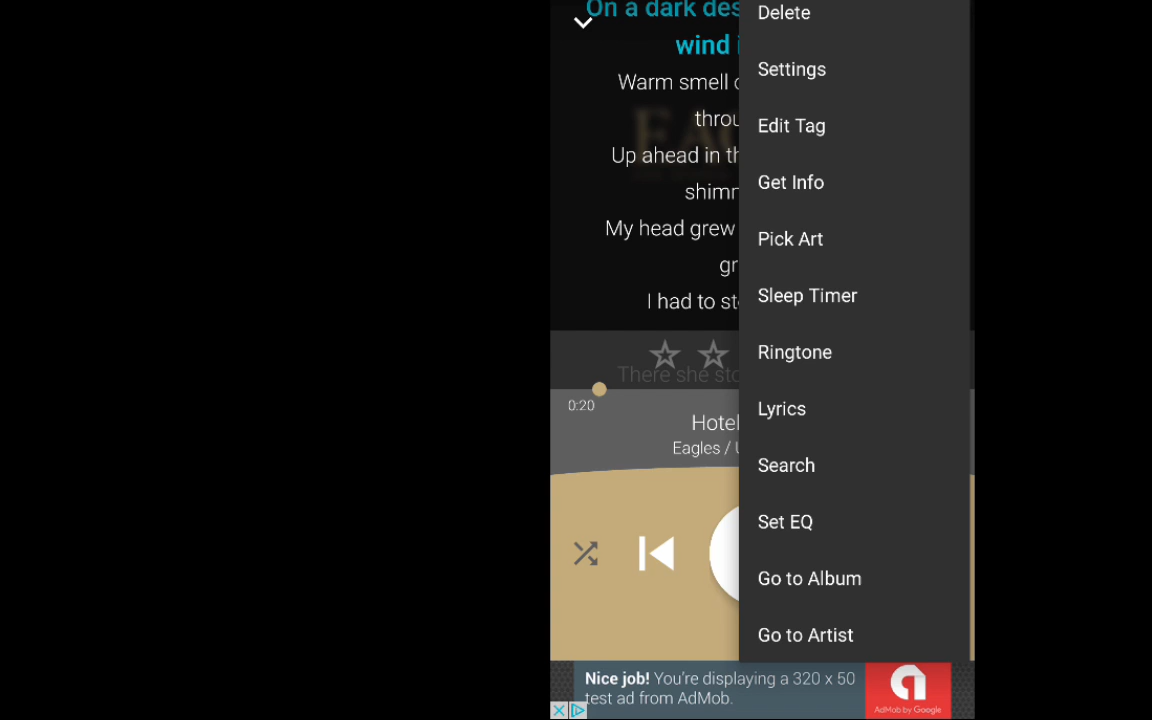 On a dark des
wind i
Warm smell
throu
Up ahead in th
shimm
My head grew
gr
I had to st
There she sto
0:20
Hotel
Eagles /
Delete
Settings
Edit Tag
Get Info
Pick Art
Sleep Timer
Ringtone
Lyrics
Search
Set EQ
Go to Album
Go to Artist
Nice job! You're displaying a 320 x 50
test ad from AdMob.
AdMob by Google